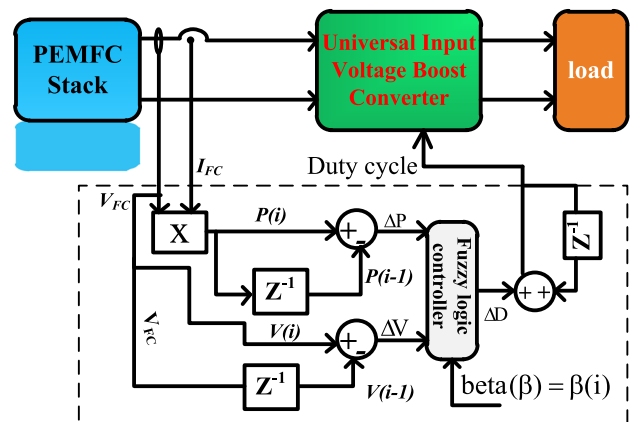 PEMFC
Stack
Universal Input
Voltage Boost
Converter
load
I_FC
Duty cycle
V_FC
X
P(i)
+
-
ΔP
Z⁻¹
P(i-1)
Fuzzy logic
controller
ΔD
+ +
Z⁻¹
V_FC
V(i)
+
-
ΔV
Z⁻¹
V(i-1)
beta(β) = β(i)